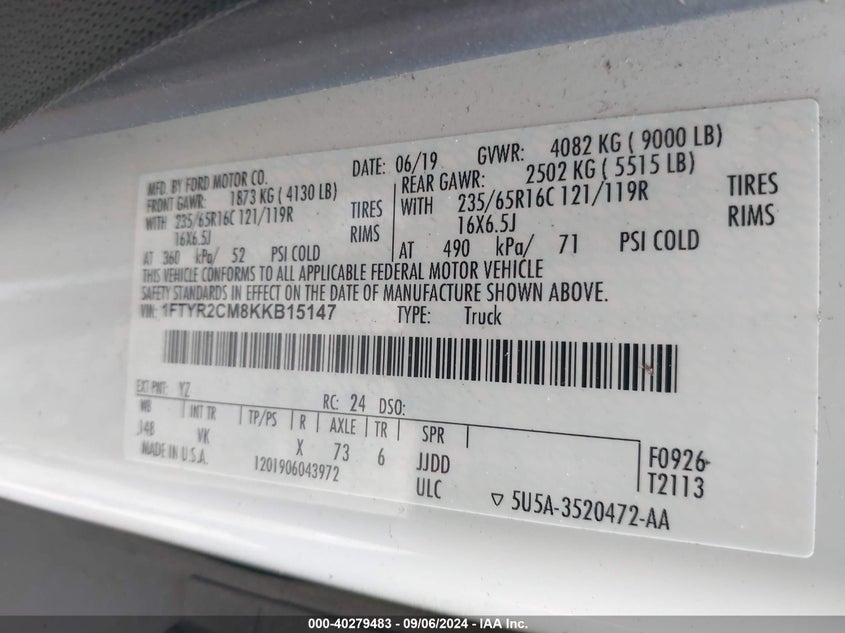 MFD. BY FORD MOTOR CO. DATE: 06/19 GVWR: 4082 KG ( 9000 LB)
FRONT GAWR: 1873 KG ( 4130 LB) REAR GAWR: 2502 KG ( 5515 LB)
WITH 235/65R16C 121/119R TIRES WITH 235/65R16C 121/119R TIRES
16X6.5J RIMS 16X6.5J RIMS
AT 360 kPa/ 52 PSI COLD AT 490 kPa/ 71 PSI COLD
THIS VEHICLE CONFORMS TO ALL APPLICABLE FEDERAL MOTOR VEHICLE
SAFETY STANDARDS IN EFFECT ON THE DATE OF MANUFACTURE SHOWN ABOVE.
VIN: 1FTYR2CM8KKB15147 TYPE: Truck
EXT PNT: YZ RC: 24 DSO:
WB INT TR TP/PS R AXLE TR SPR
148 VK X 73 6 JJDD
MADE IN U.S.A. 1201906043972 ULC
F0926-
T2113
▽ 5U5A-3520472-AA
000-40279483 - 09/06/2024 - IAA Inc.